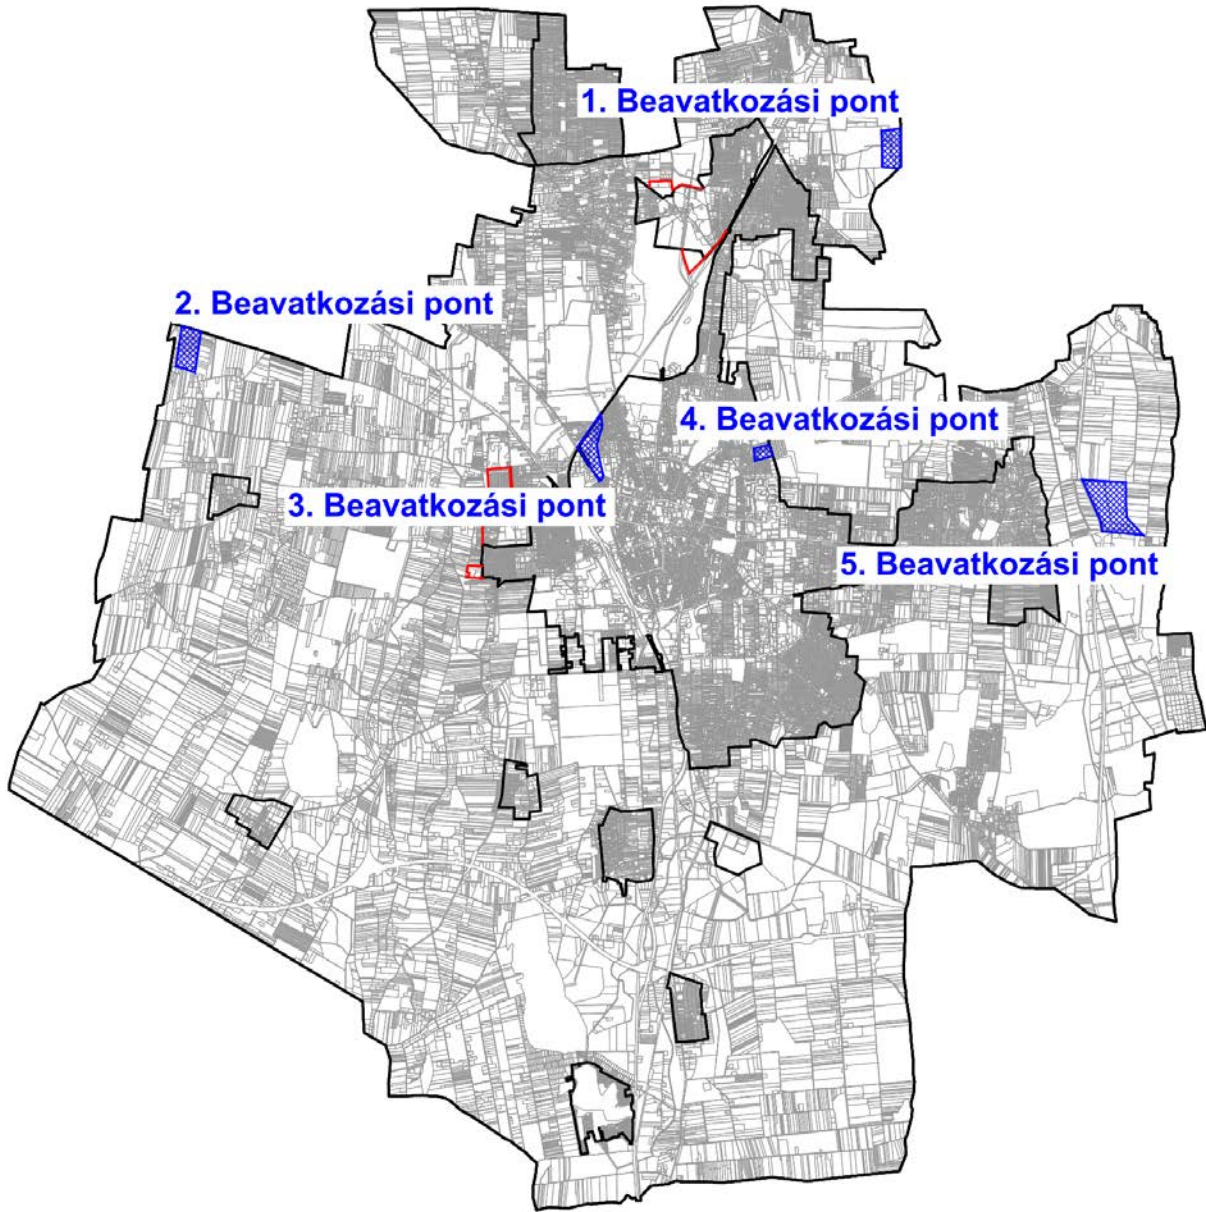 1. Beavatkozási pont
2. Beavatkozási pont
4. Beavatkozási pont
3. Beavatkozási pont
5. Beavatkozási pont